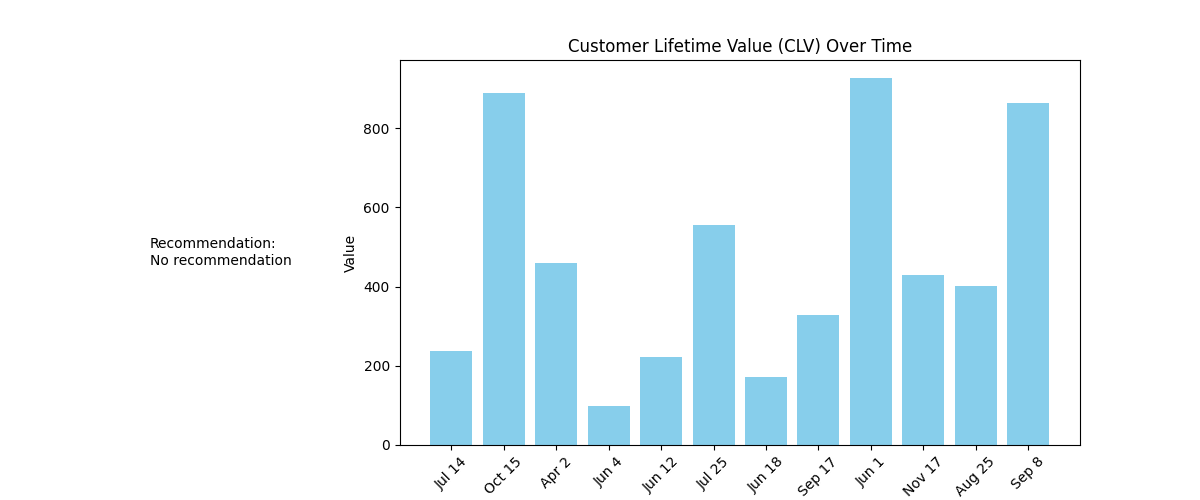 Customer Lifetime Value (CLV) Over Time
Recommendation:
No recommendation
Value
800
600
400
200
0
Jul 14
Oct 15
Apr 2
Jun 4
Jun 12
Jul 25
Jun 18
Sep 17
Jun 1
Nov 17
Aug 25
Sep 8